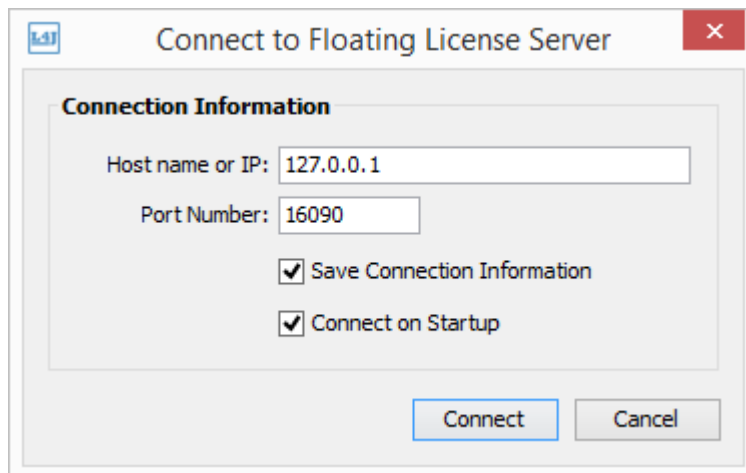 L4J
Connect to Floating License Server
Connection Information
Host name or IP: 127.0.0.1
Port Number: 16090
Save Connection Information
Connect on Startup
Connect Cancel